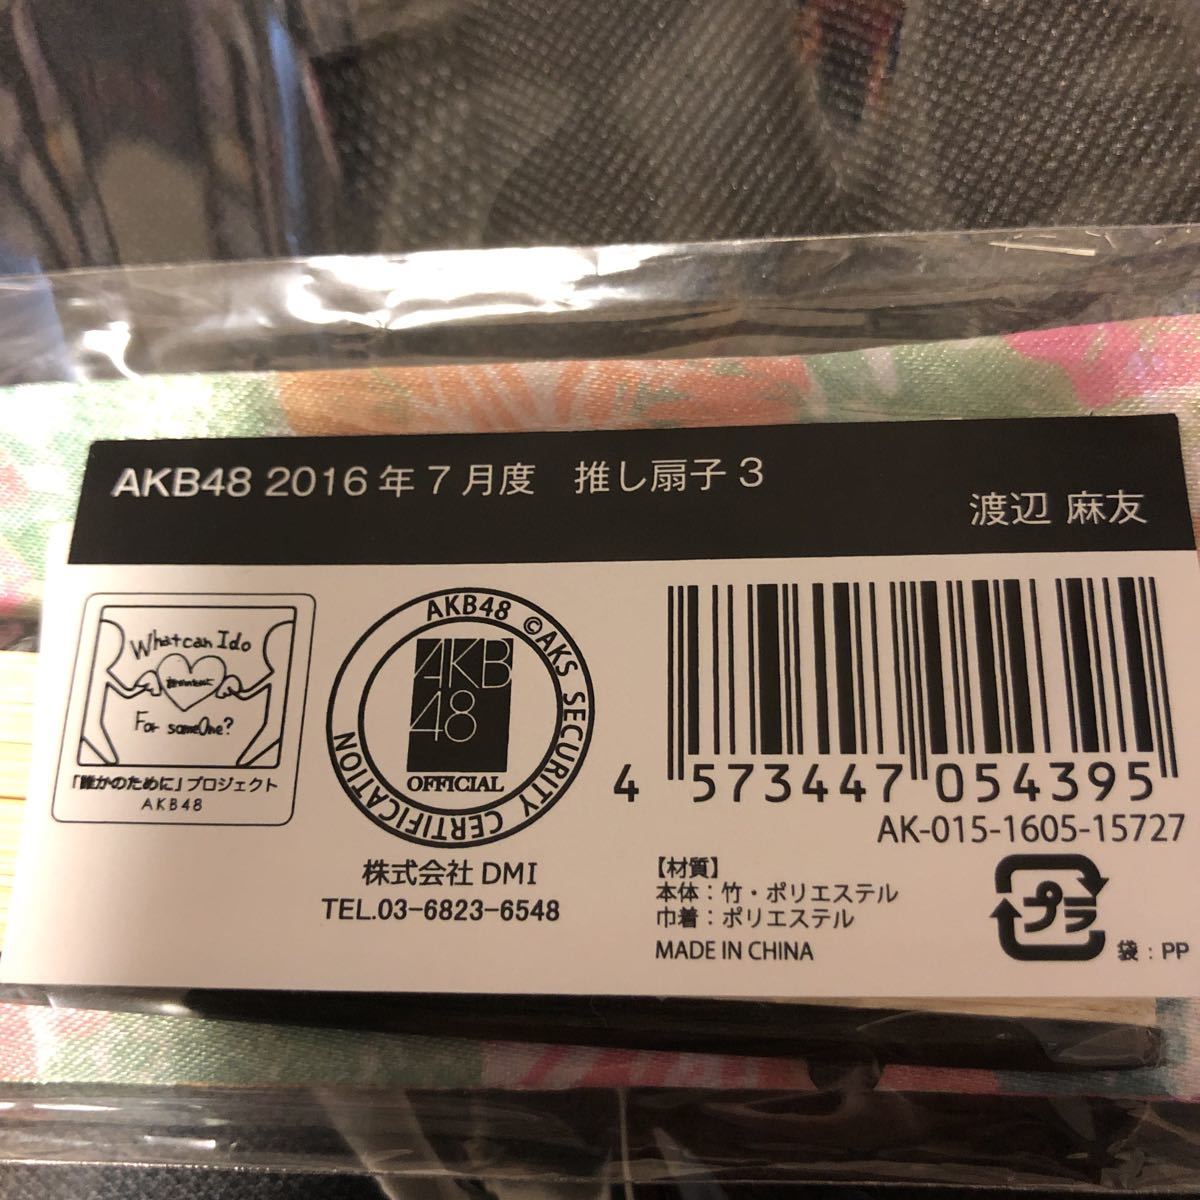 AKB48 2016年7月度 推し扇子3
渡辺 麻友
What can I do
For someOne?
「誰かのために」プロジェクト
AKB48
AKB48 ©AKS SECURITY CERTIFICATION
AKB
48
OFFICIAL
株式会社 DMI
TEL.03-6823-6548
4 573447 054395
AK-015-1605-15727
【材質】
本体：竹・ポリエステル
巾着：ポリエステル
MADE IN CHINA
プラ
袋：PP